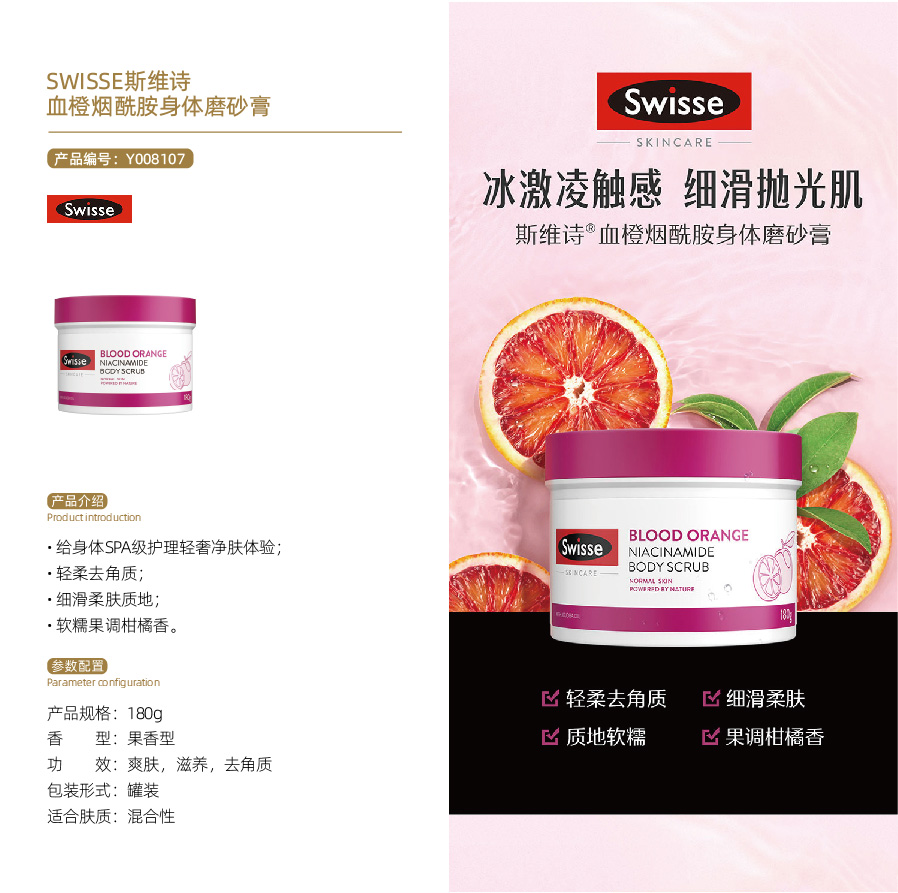 SWISSE斯维诗
血橙烟酰胺身体磨砂膏
产品编号：Y008107
Swisse
Swisse
SKINCARE
BLOOD ORANGE
NIACINAMIDE
BODY SCRUB
NORMAL SKIN
POWERED BY NATURE
180g
产品介绍
Product introduction
• 给身体SPA级护理轻奢净肤体验；
• 轻柔去角质；
• 细滑柔肤质地；
• 软糯果调柑橘香。
参数配置
Parameter configuration
产品规格：180g
香 型：果香型
功 效：爽肤，滋养，去角质
包装形式：罐装
适合肤质：混合性
Swisse
SKINCARE
冰激凌触感 细滑抛光肌
斯维诗®血橙烟酰胺身体磨砂膏
Swisse
SKINCARE
BLOOD ORANGE
NIACINAMIDE
BODY SCRUB
NORMAL SKIN
POWERED BY NATURE
180g
轻柔去角质 细滑柔肤
质地软糯 果调柑橘香